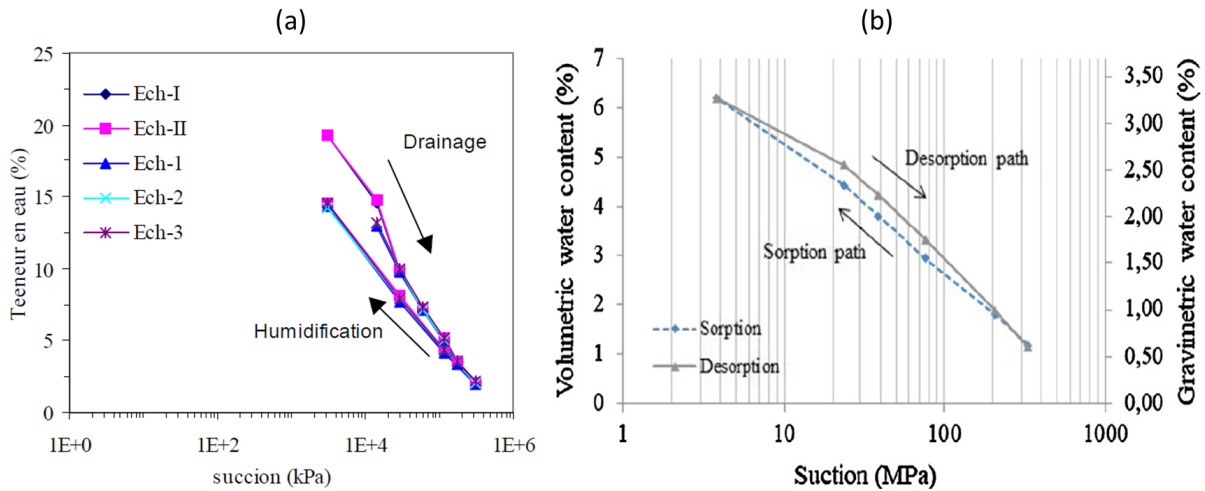 (a)
25
20
15
10
5
0
Teeneur en eau (%)
Ech-I
Ech-II
Ech-1
Ech-2
Ech-3
Drainage
Humidification
1E+0
1E+2
1E+4
1E+6
succion (kPa)
(b)
7
6
5
4
3
2
1
0
Volumetric water content (%)
Desorption path
Sorption path
Sorption
Desorption
3,50
3,00
2,50
2,00
1,50
1,00
0,50
0,00
Gravimetric water content (%)
1
10
100
1000
Suction (MPa)